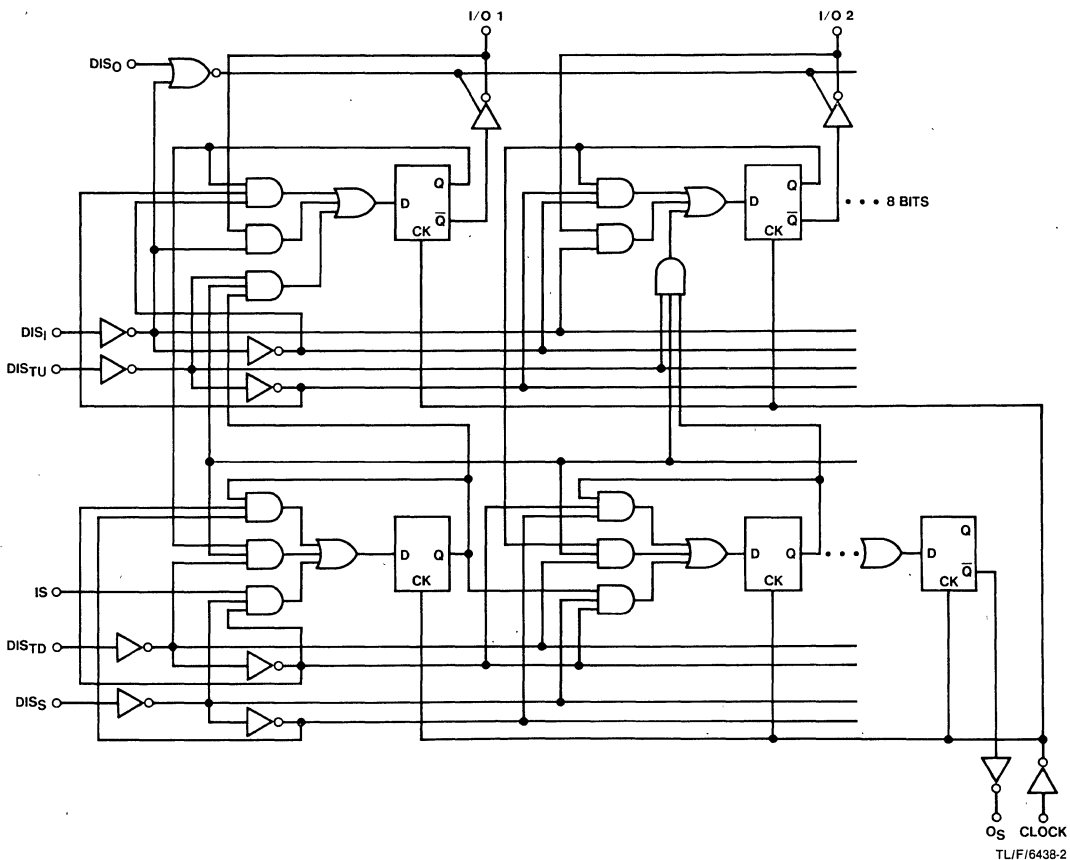 I/O 1 I/O 2
DISO
D Q Q̅ CK
D Q Q̅ CK
• • • 8 BITS
DISI
DISTU
D Q CK
D Q CK
• • •
D Q Q̅ CK
IS
DISTD
DISS
OS CLOCK
TL/F/6438-2